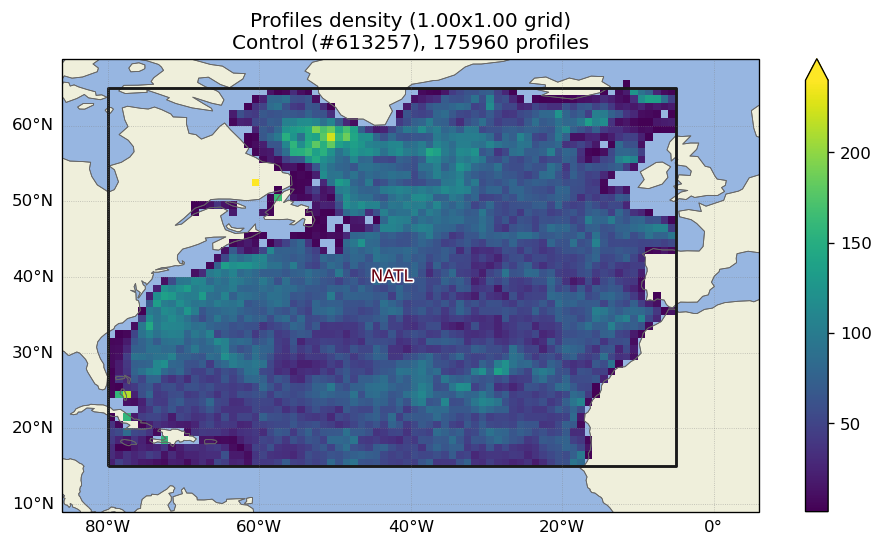 Profiles density (1.00x1.00 grid)
Control (#613257), 175960 profiles
60°N
50°N
40°N
30°N
20°N
10°N
NATL
80°W
60°W
40°W
20°W
0°
200
150
100
50